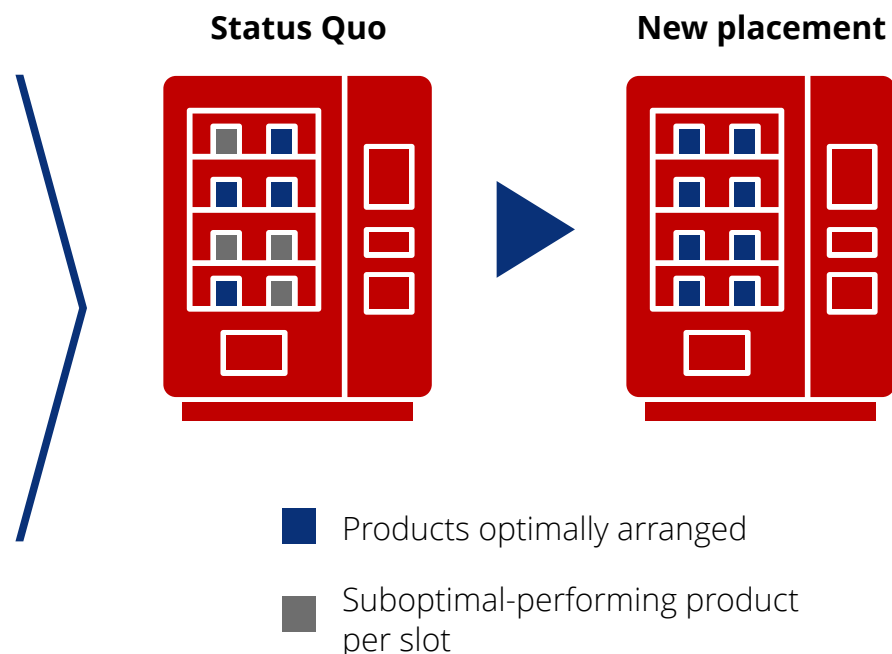 Status Quo
New placement
Products optimally arranged
Suboptimal-performing product
per slot